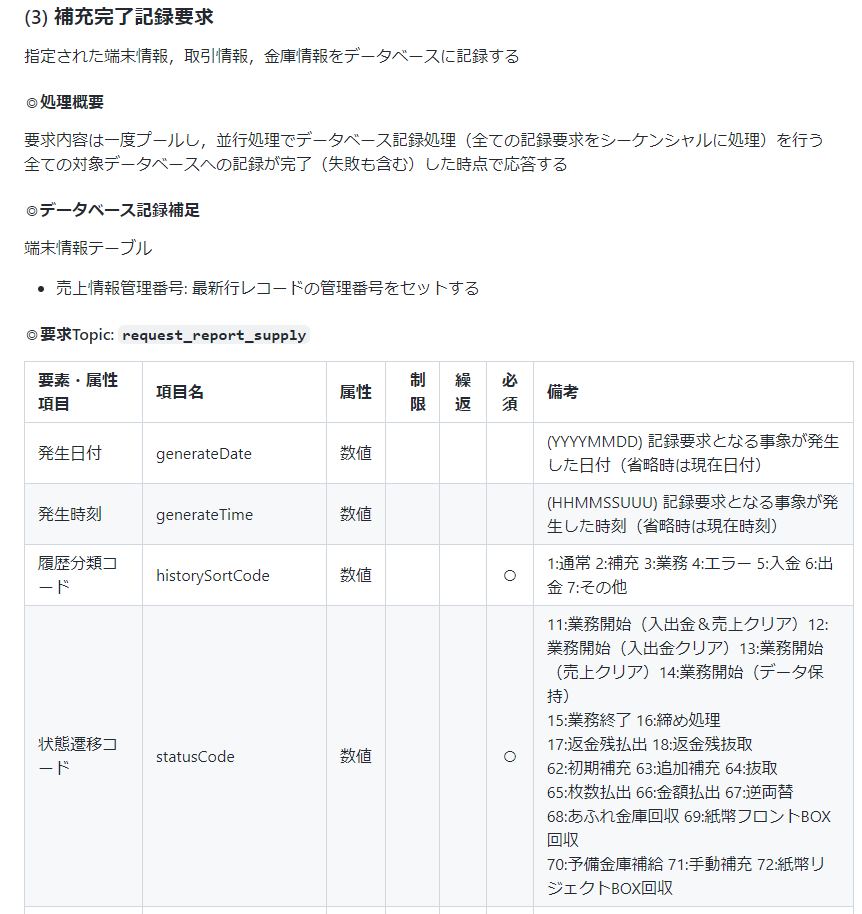 (3) 補充完了記録要求
指定された端末情報，取引情報，金庫情報をデータベースに記録する
◎処理概要
要求内容は一度プールし，並行処理でデータベース記録処理（全ての記録要求をシーケンシャルに処理）を行う
全ての対象データベースへの記録が完了（失敗も含む）した時点で応答する
◎データベース記録補足
端末情報テーブル
• 売上情報管理番号: 最新行レコードの管理番号をセットする
◎要求Topic: request_report_supply
要素・属性
項目
項目名
属性
制
限
繰
返
必
須
備考
発生日付
generateDate
数値
(YYYYMMDD) 記録要求となる事象が発生
した日付（省略時は現在日付）
発生時刻
generateTime
数値
(HHMMSSUUU) 記録要求となる事象が発
生した時刻（省略時は現在時刻）
履歴分類コ
ード
historySortCode
数値
○
1:通常 2:補充 3:業務 4:エラー 5:入金 6:出
金 7:その他
状態遷移コ
ード
statusCode
数値
○
11:業務開始（入出金＆売上クリア）12:
業務開始（入出金クリア）13:業務開始
（売上クリア）14:業務開始（データ保
持）
15:業務終了 16:締め処理
17:返金残払出 18:返金残抜取
62:初期補充 63:追加補充 64:抜取
65:枚数払出 66:金額払出 67:逆両替
68:あふれ金庫回収 69:紙幣フロントBOX
回収
70:予備金庫補給 71:手動補充 72:紙幣リ
ジェクトBOX回収